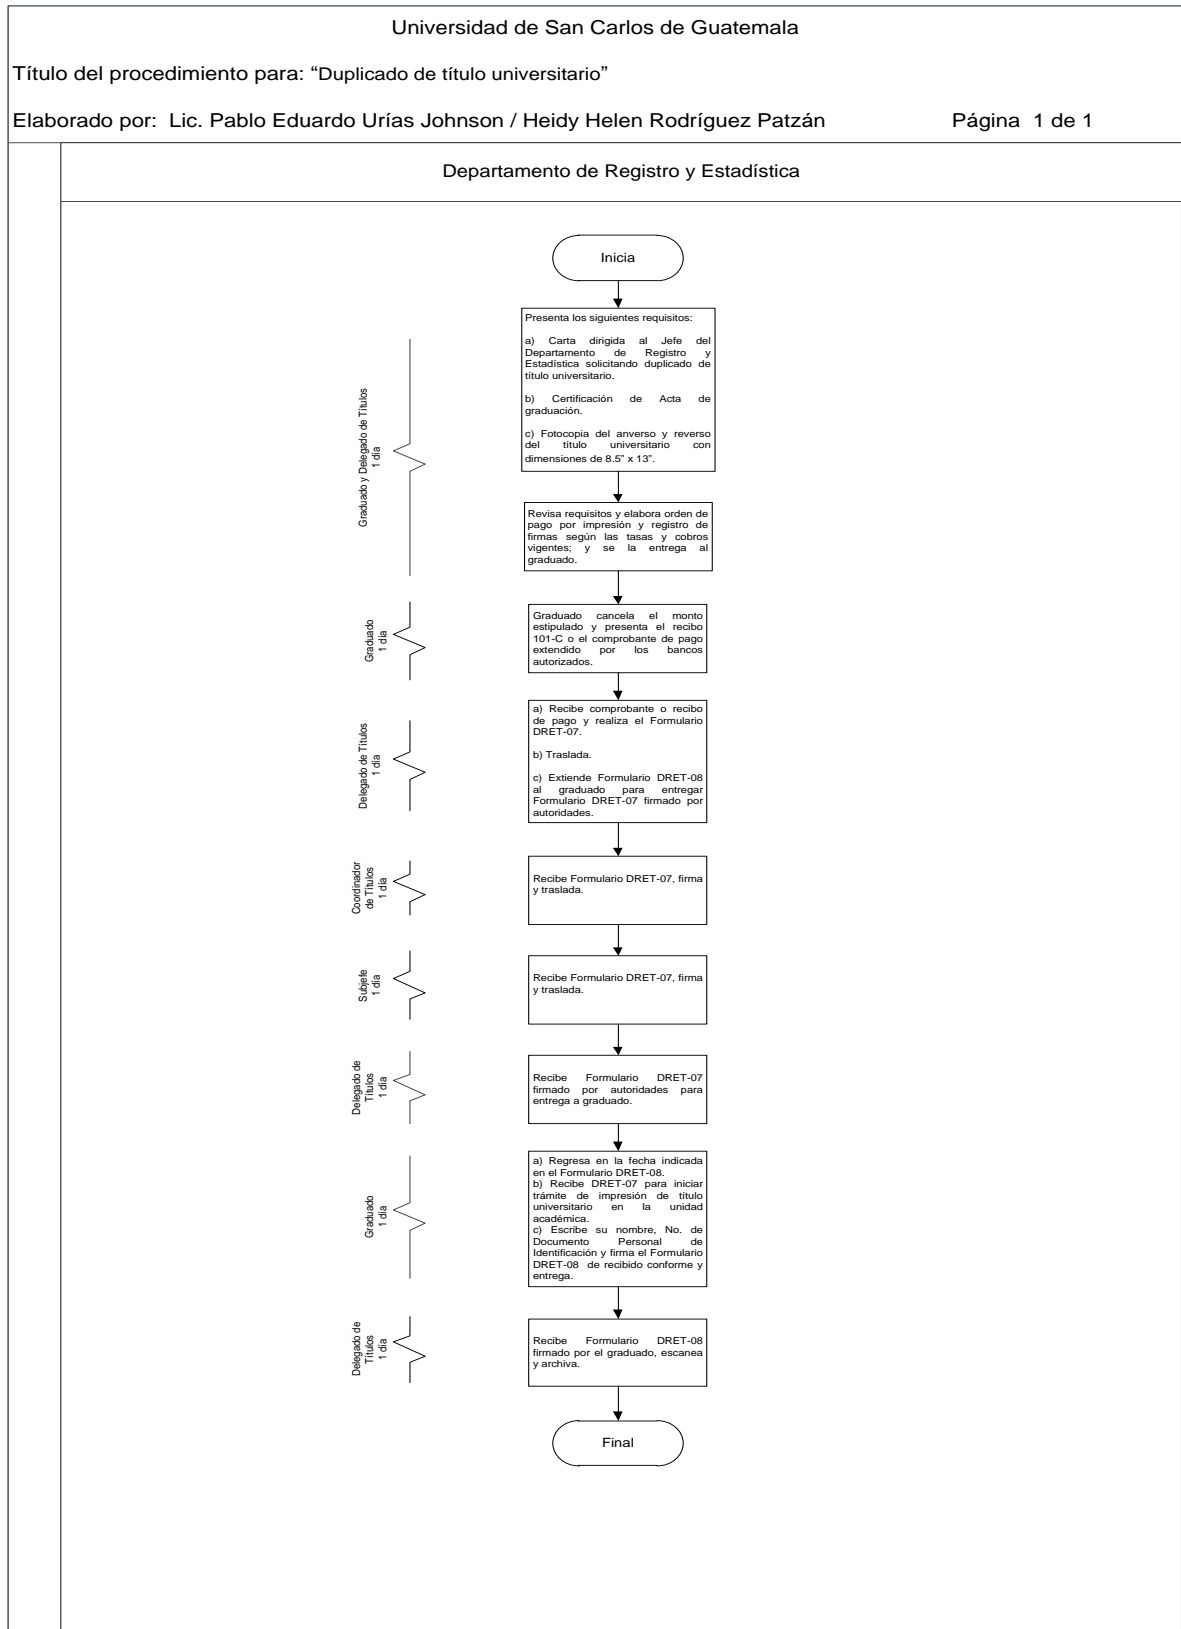 Universidad de San Carlos de Guatemala
Título del procedimiento para: “Duplicado de título universitario”
Elaborado por: Lic. Pablo Eduardo Urías Johnson / Heidy Helen Rodríguez Patzán Página 1 de 1
Departamento de Registro y Estadística
Inicia
Graduado y Delegado de Títulos
1 día
Presenta los siguientes requisitos:
a) Carta dirigida al Jefe del
Departamento de Registro y
Estadística solicitando duplicado de
título universitario.
b) Certificación de Acta de
graduación.
c) Fotocopia del anverso y reverso
del título universitario con
dimensiones de 8.5” x 13”.
Revisa requisitos y elabora orden de
pago por impresión y registro de
firmas según las tasas y cobros
vigentes; y se la entrega al
graduado.
Graduado
1 día
Graduado cancela el monto
estipulado y presenta el recibo
101-C o el comprobante de pago
extendido por los bancos
autorizados.
Delegado de Títulos
1 día
a) Recibe comprobante o recibo
de pago y realiza el Formulario
DRET-07.
b) Traslada.
c) Extiende Formulario DRET-08
al graduado para entregar
Formulario DRET-07 firmado por
autoridades.
Coordinador
de Títulos
1 día
Recibe Formulario DRET-07, firma
y traslada.
Subjefe
1 día
Recibe Formulario DRET-07, firma
y traslada.
Delegado de
Títulos
1 día
Recibe Formulario DRET-07
firmado por autoridades para
entrega a graduado.
Graduado
1 día
a) Regresa en la fecha indicada
en el Formulario DRET-08.
b) Recibe DRET-07 para iniciar
trámite de impresión de título
universitario en la unidad
académica.
c) Escribe su nombre, No. de
Documento Personal de
Identificación y firma el Formulario
DRET-08 de recibido conforme y
entrega.
Delegado de
Títulos
1 día
Recibe Formulario DRET-08
firmado por el graduado, escanea
y archiva.
Final